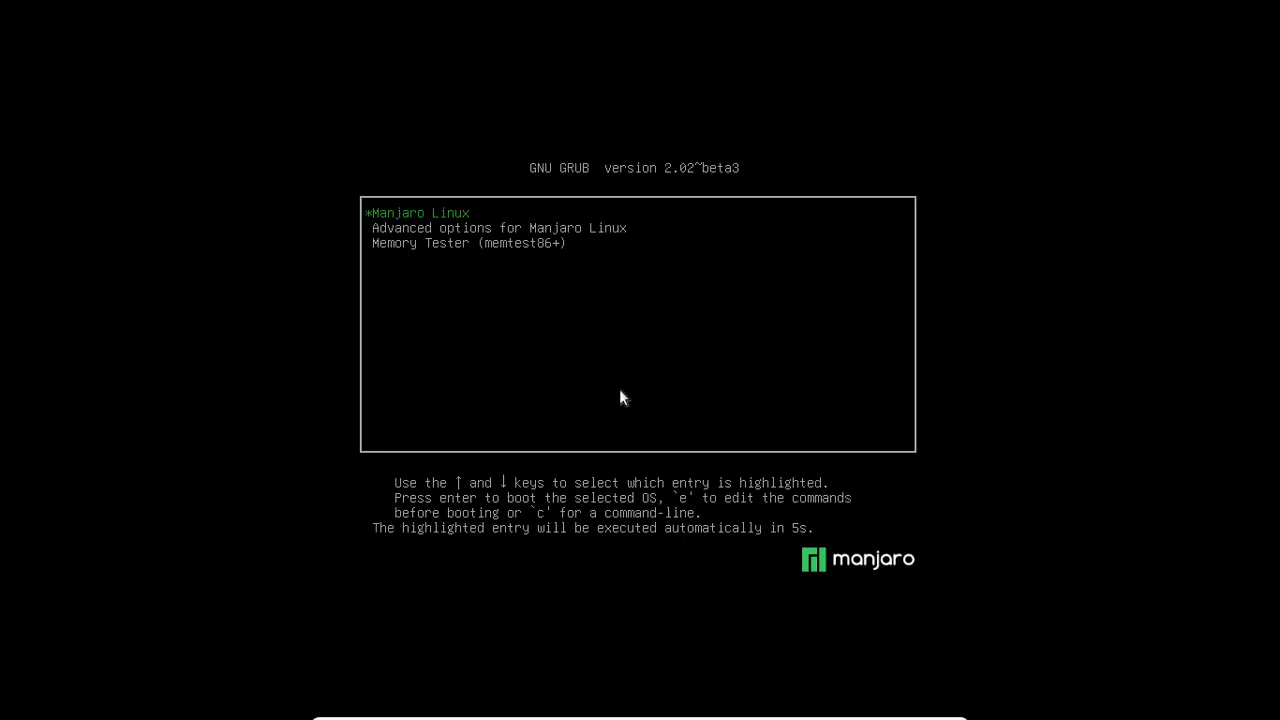 GNU GRUB  version 2.02~beta3
*Manjaro Linux
Advanced options for Manjaro Linux
Memory Tester (memtest86+)
Use the ↑ and ↓ keys to select which entry is highlighted.
Press enter to boot the selected OS, `e' to edit the commands
before booting or `c' for a command-line.
The highlighted entry will be executed automatically in 5s.
manjaro